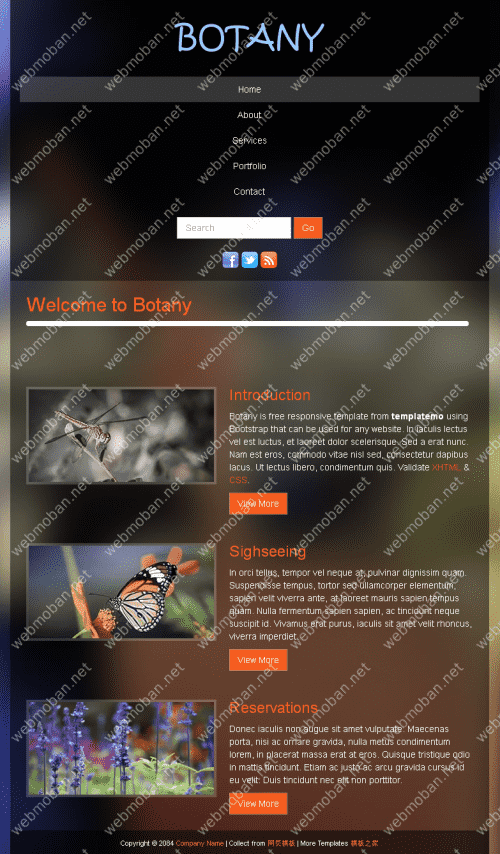 BOTANY
Home
About
Services
Portfolio
Contact
Search
Go
Welcome to Botany
Introduction
Botany is free responsive template from templatemo using
Bootstrap that can be used for any website. In iaculis lectus
vel est luctus, et laoreet dolor scelerisque. Sed a erat nunc.
Nam est eros, commodo vitae nisl sed, consectetur dapibus
lacus. Ut lectus libero, condimentum quis. Validate XHTML &
CSS.
View More
Sighseeing
In orci tellus, tempor vel neque at, pulvinar dignissim quam.
Suspendisse tempus, tortor sed ullamcorper elementum,
sapien velit viverra ante, at laoreet mauris sapien tempus
quam. Nulla fermentum sapien sapien, ac tincidunt neque
suscipit id. Vivamus erat purus, iaculis sit amet velit rhoncus,
viverra imperdiet.
View More
Reservations
Donec iaculis non augue sit amet vulputate. Maecenas
porta, nisi ac ornare gravida, nulla metus condimentum
lorem, in placerat massa erat at eros. Quisque tristique odio
in mattis tincidunt. Etiam ac justo ac arcu gravida cursus id
eu velit. Duis tincidunt nec elit non porttitor.
View More
Copyright © 2084 Company Name | Collect from 网页模板 | More Templates 模板之家
webmoban.net